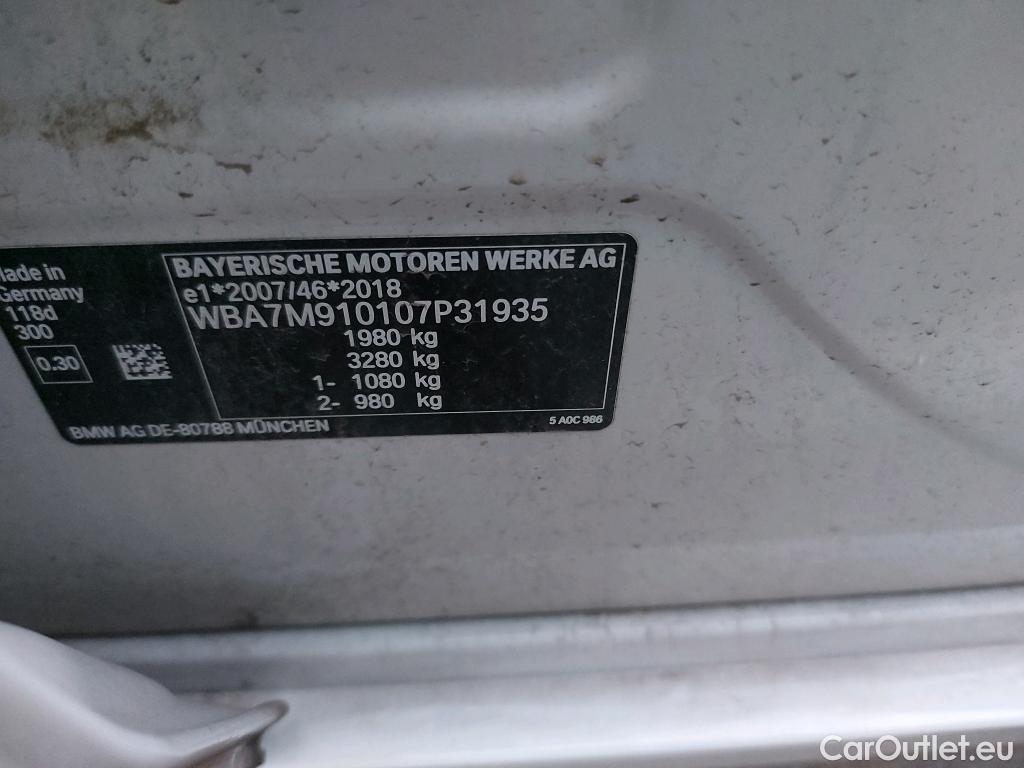 Made in
Germany
118d
300
0.30
BAYERISCHE MOTOREN WERKE AG
e1*2007/46*2018
WBA7M910107P31935
1980 kg
3280 kg
1- 1080 kg
2- 980 kg
BMW AG DE-80788 MÜNCHEN
5 A0C 986
CarOutlet.eu